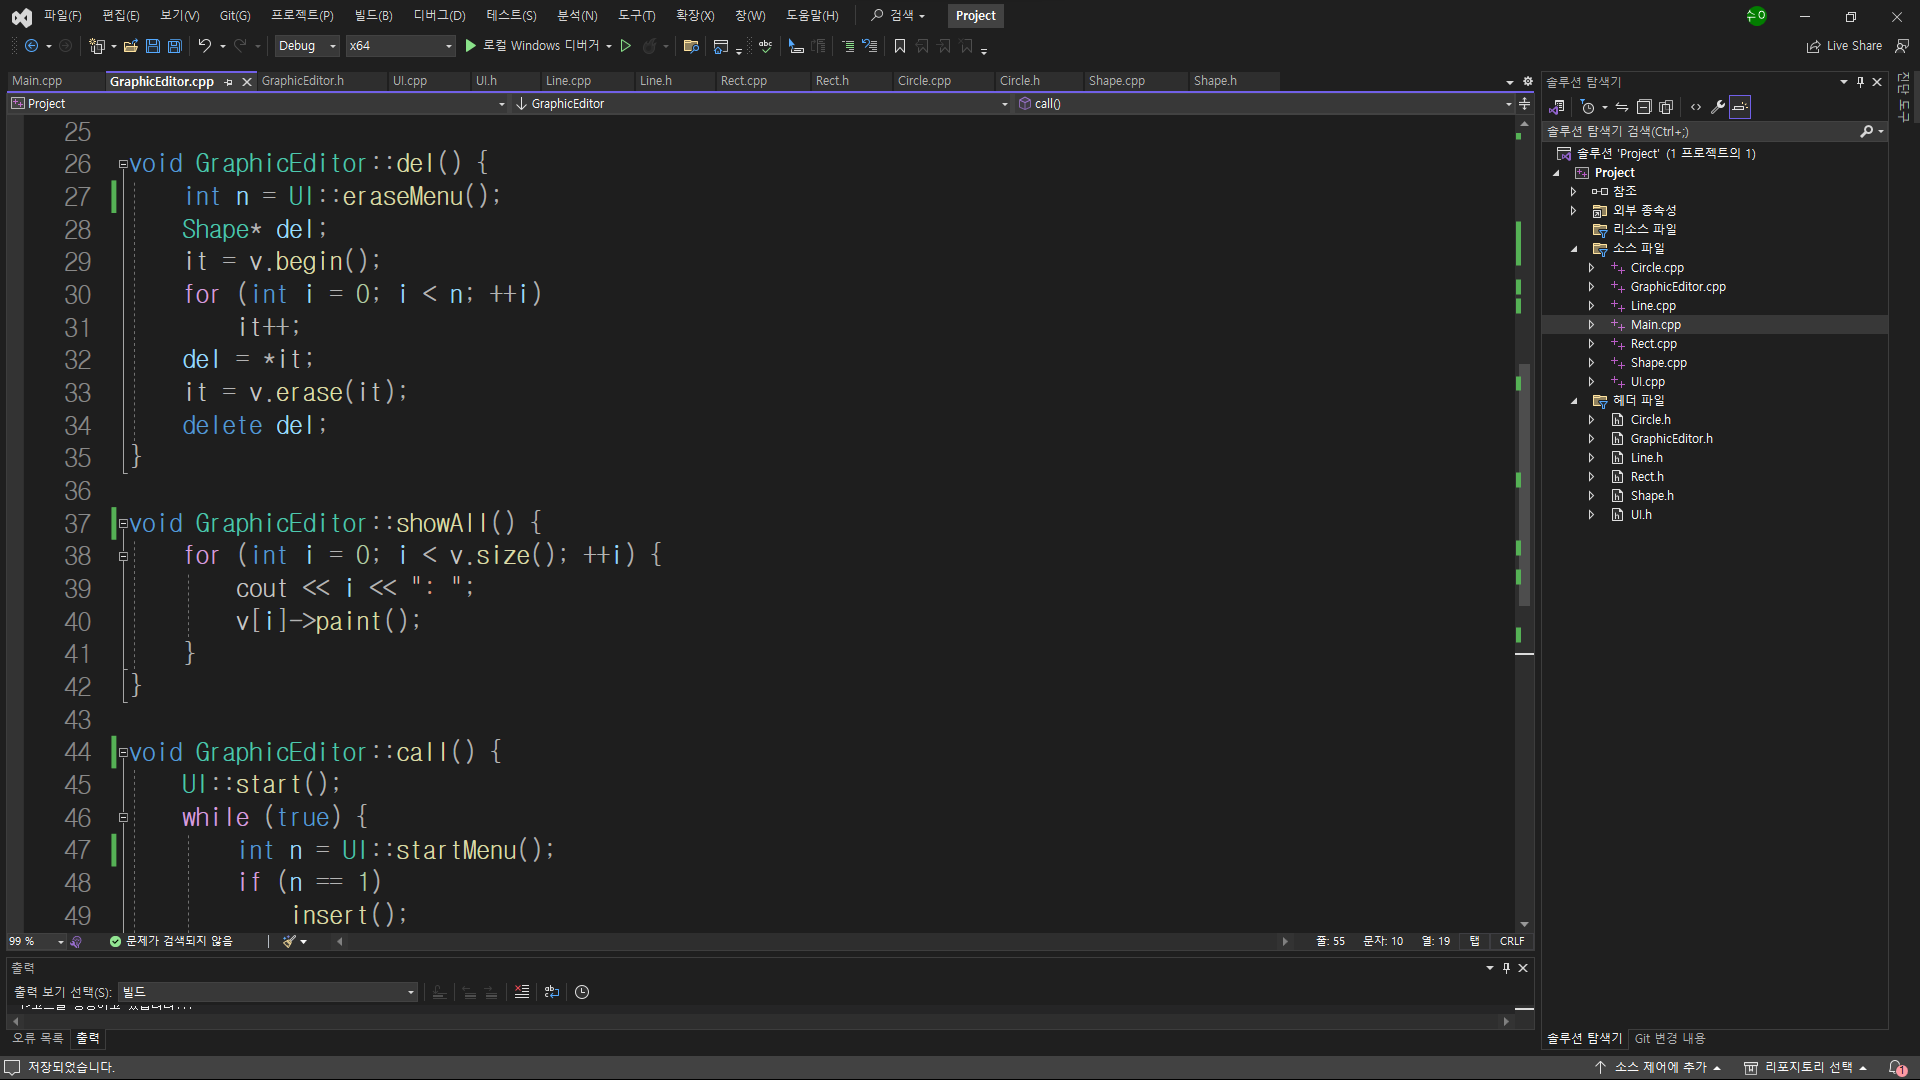 파일(F) 편집(E) 보기(V) Git(G) 프로젝트(P) 빌드(B) 디버그(D) 테스트(S) 분석(N) 도구(T) 확장(X) 창(W) 도움말(H) 검색 Project 수0
Debug x64 로컬 Windows 디버거 Live Share
Main.cpp GraphicEditor.cpp GraphicEditor.h UI.cpp UI.h Line.cpp Line.h Rect.cpp Rect.h Circle.cpp Circle.h Shape.cpp Shape.h
Project GraphicEditor call()
25
26 void GraphicEditor::del() {
27 int n = UI::eraseMenu();
28 Shape* del;
29 it = v.begin();
30 for (int i = 0; i < n; ++i)
31 it++;
32 del = *it;
33 it = v.erase(it);
34 delete del;
35 }
36
37 void GraphicEditor::showAll() {
38 for (int i = 0; i < v.size(); ++i) {
39 cout << i << ": ";
40 v[i]->paint();
41 }
42 }
43
44 void GraphicEditor::call() {
45 UI::start();
46 while (true) {
47 int n = UI::startMenu();
48 if (n == 1)
49 insert();
99 % 문제가 검색되지 않음 줄: 55 문자: 10 열: 19 탭 CRLF
출력
출력 보기 선택(S): 빌드
오류 목록 출력
솔루션 탐색기
솔루션 탐색기 검색(Ctrl+;)
솔루션 'Project' (1 프로젝트의 1)
Project
참조
외부 종속성
리소스 파일
소스 파일
Circle.cpp
GraphicEditor.cpp
Line.cpp
Main.cpp
Rect.cpp
Shape.cpp
UI.cpp
헤더 파일
Circle.h
GraphicEditor.h
Line.h
Rect.h
Shape.h
UI.h
솔루션 탐색기 Git 변경 내용
진단 도구
저장되었습니다. 소스 제어에 추가 리포지토리 선택 1